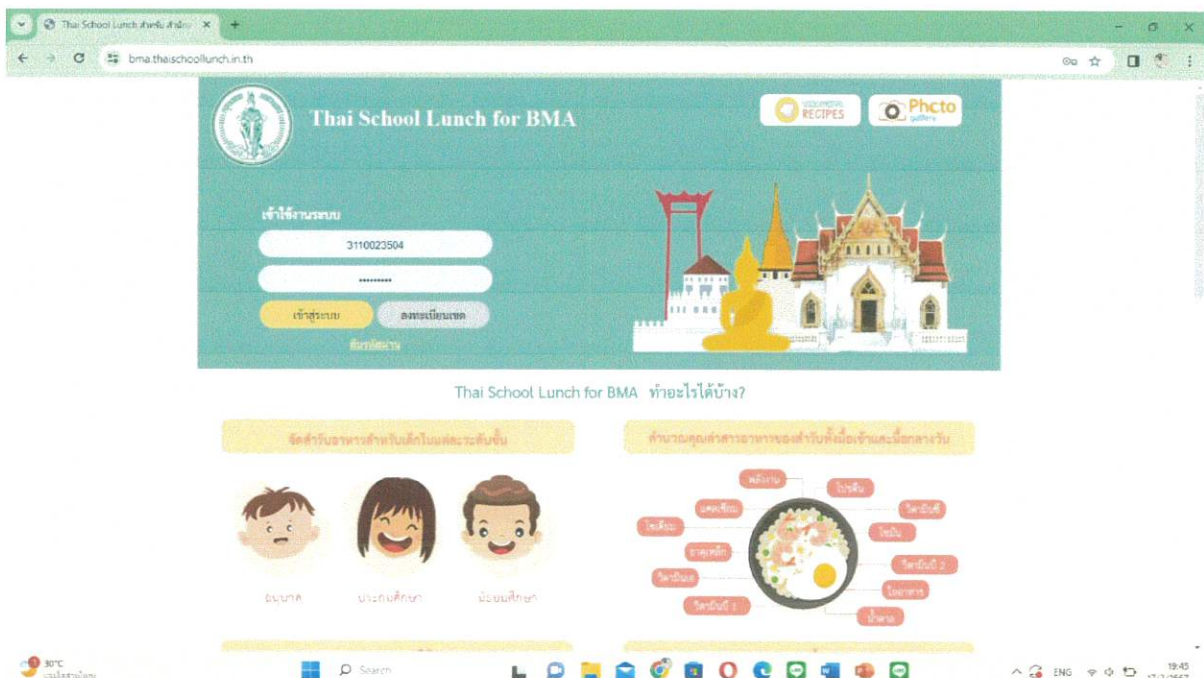 Thai School Lunch สำหรับ สำนัก
bma.thaischoollunch.in.th
Thai School Lunch for BMA
RECIPES
Photo
gallery
เข้าใช้งานระบบ
3110023504
•••••••••
เข้าสู่ระบบ
ลงทะเบียนเขต
ลืมรหัสผ่าน
Thai School Lunch for BMA ทำอะไรได้บ้าง?
จัดสำรับอาหารสำหรับเด็กในแต่ละระดับชั้น
คำนวณคุณค่าสารอาหารของสำรับทั้งมื้อเช้าและมื้อกลางวัน
พลังงาน
โปรตีน
แคลเซียม
วิตามินซี
โซเดียม
ไขมัน
ธาตุเหล็ก
วิตามินบี 2
วิตามินเอ
ใยอาหาร
วิตามินบี 1
น้ำตาล
อนุบาล
ประถมศึกษา
มัธยมศึกษา
30°C
Search
ENG
19:45